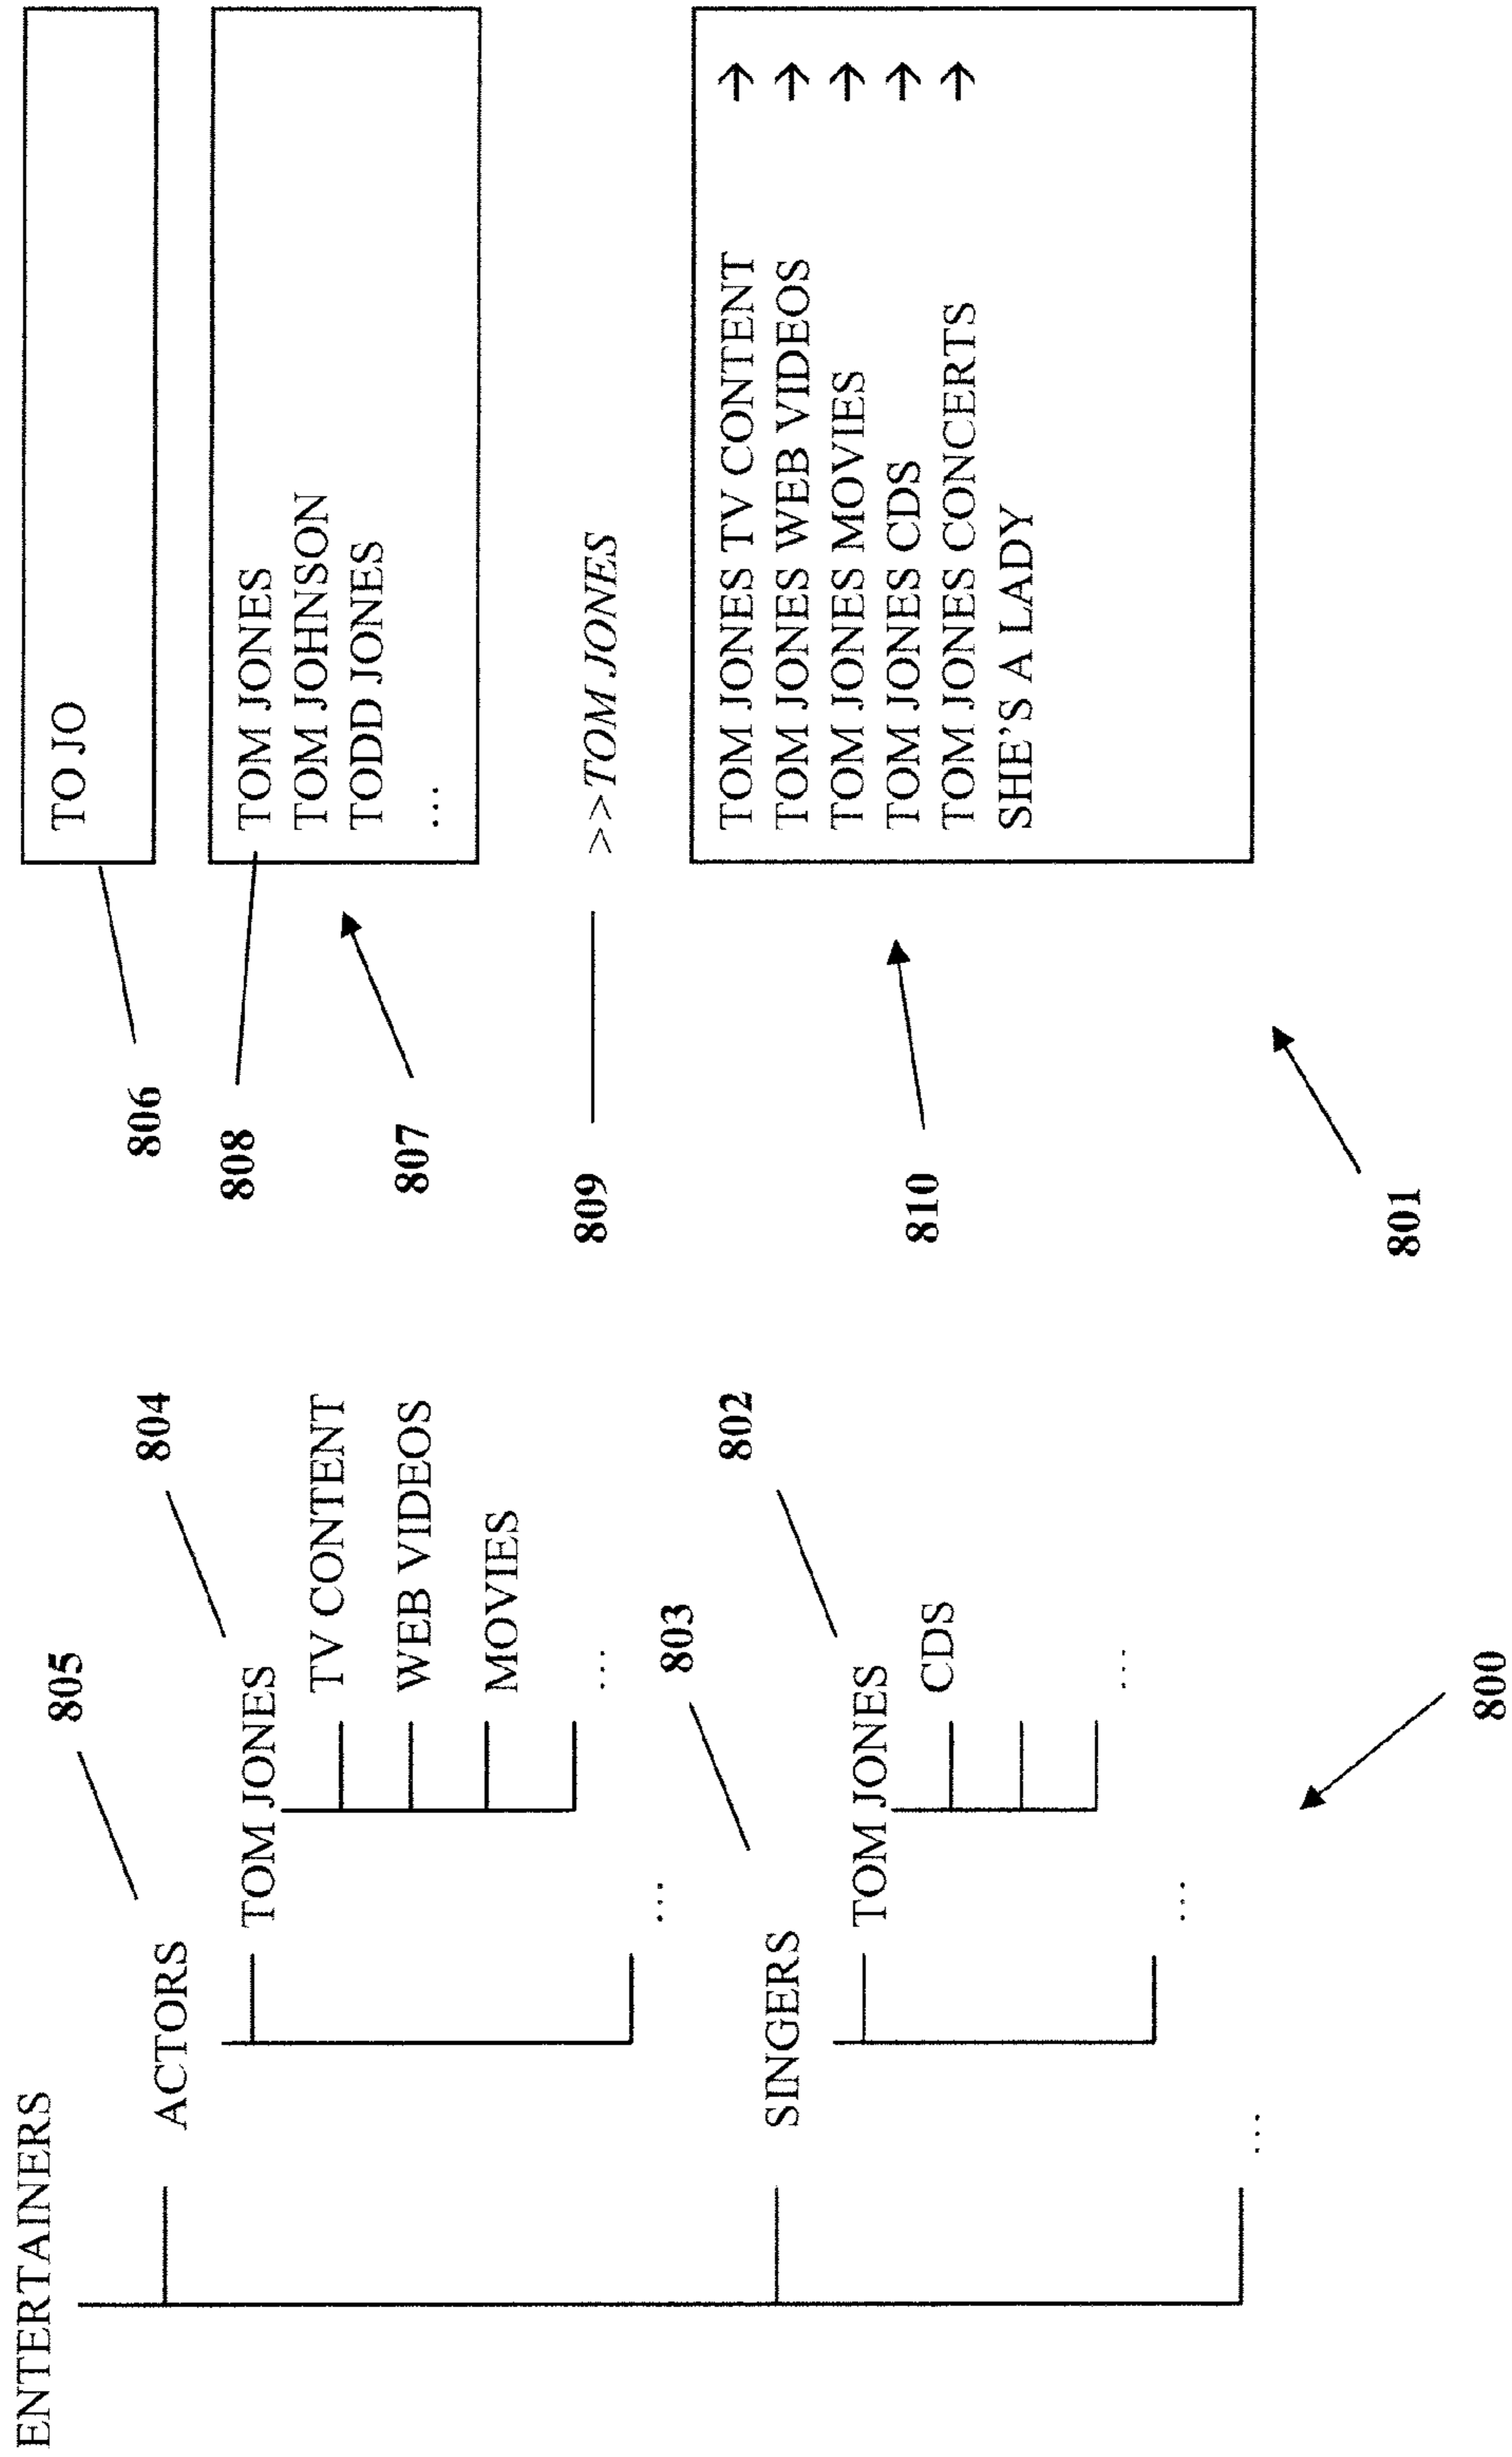 ENTERTAINERS
805
ACTORS
804
TOM JONES
TV CONTENT
WEB VIDEOS
MOVIES
...
...
803
SINGERS
802
TOM JONES
CDS
...
...
...
800
806
TO JO
808
TOM JONES
TOM JOHNSON
TODD JONES
...
807
809
>>TOM JONES
810
TOM JONES TV CONTENT →
TOM JONES WEB VIDEOS →
TOM JONES MOVIES →
TOM JONES CDS →
TOM JONES CONCERTS →
SHE'S A LADY
801